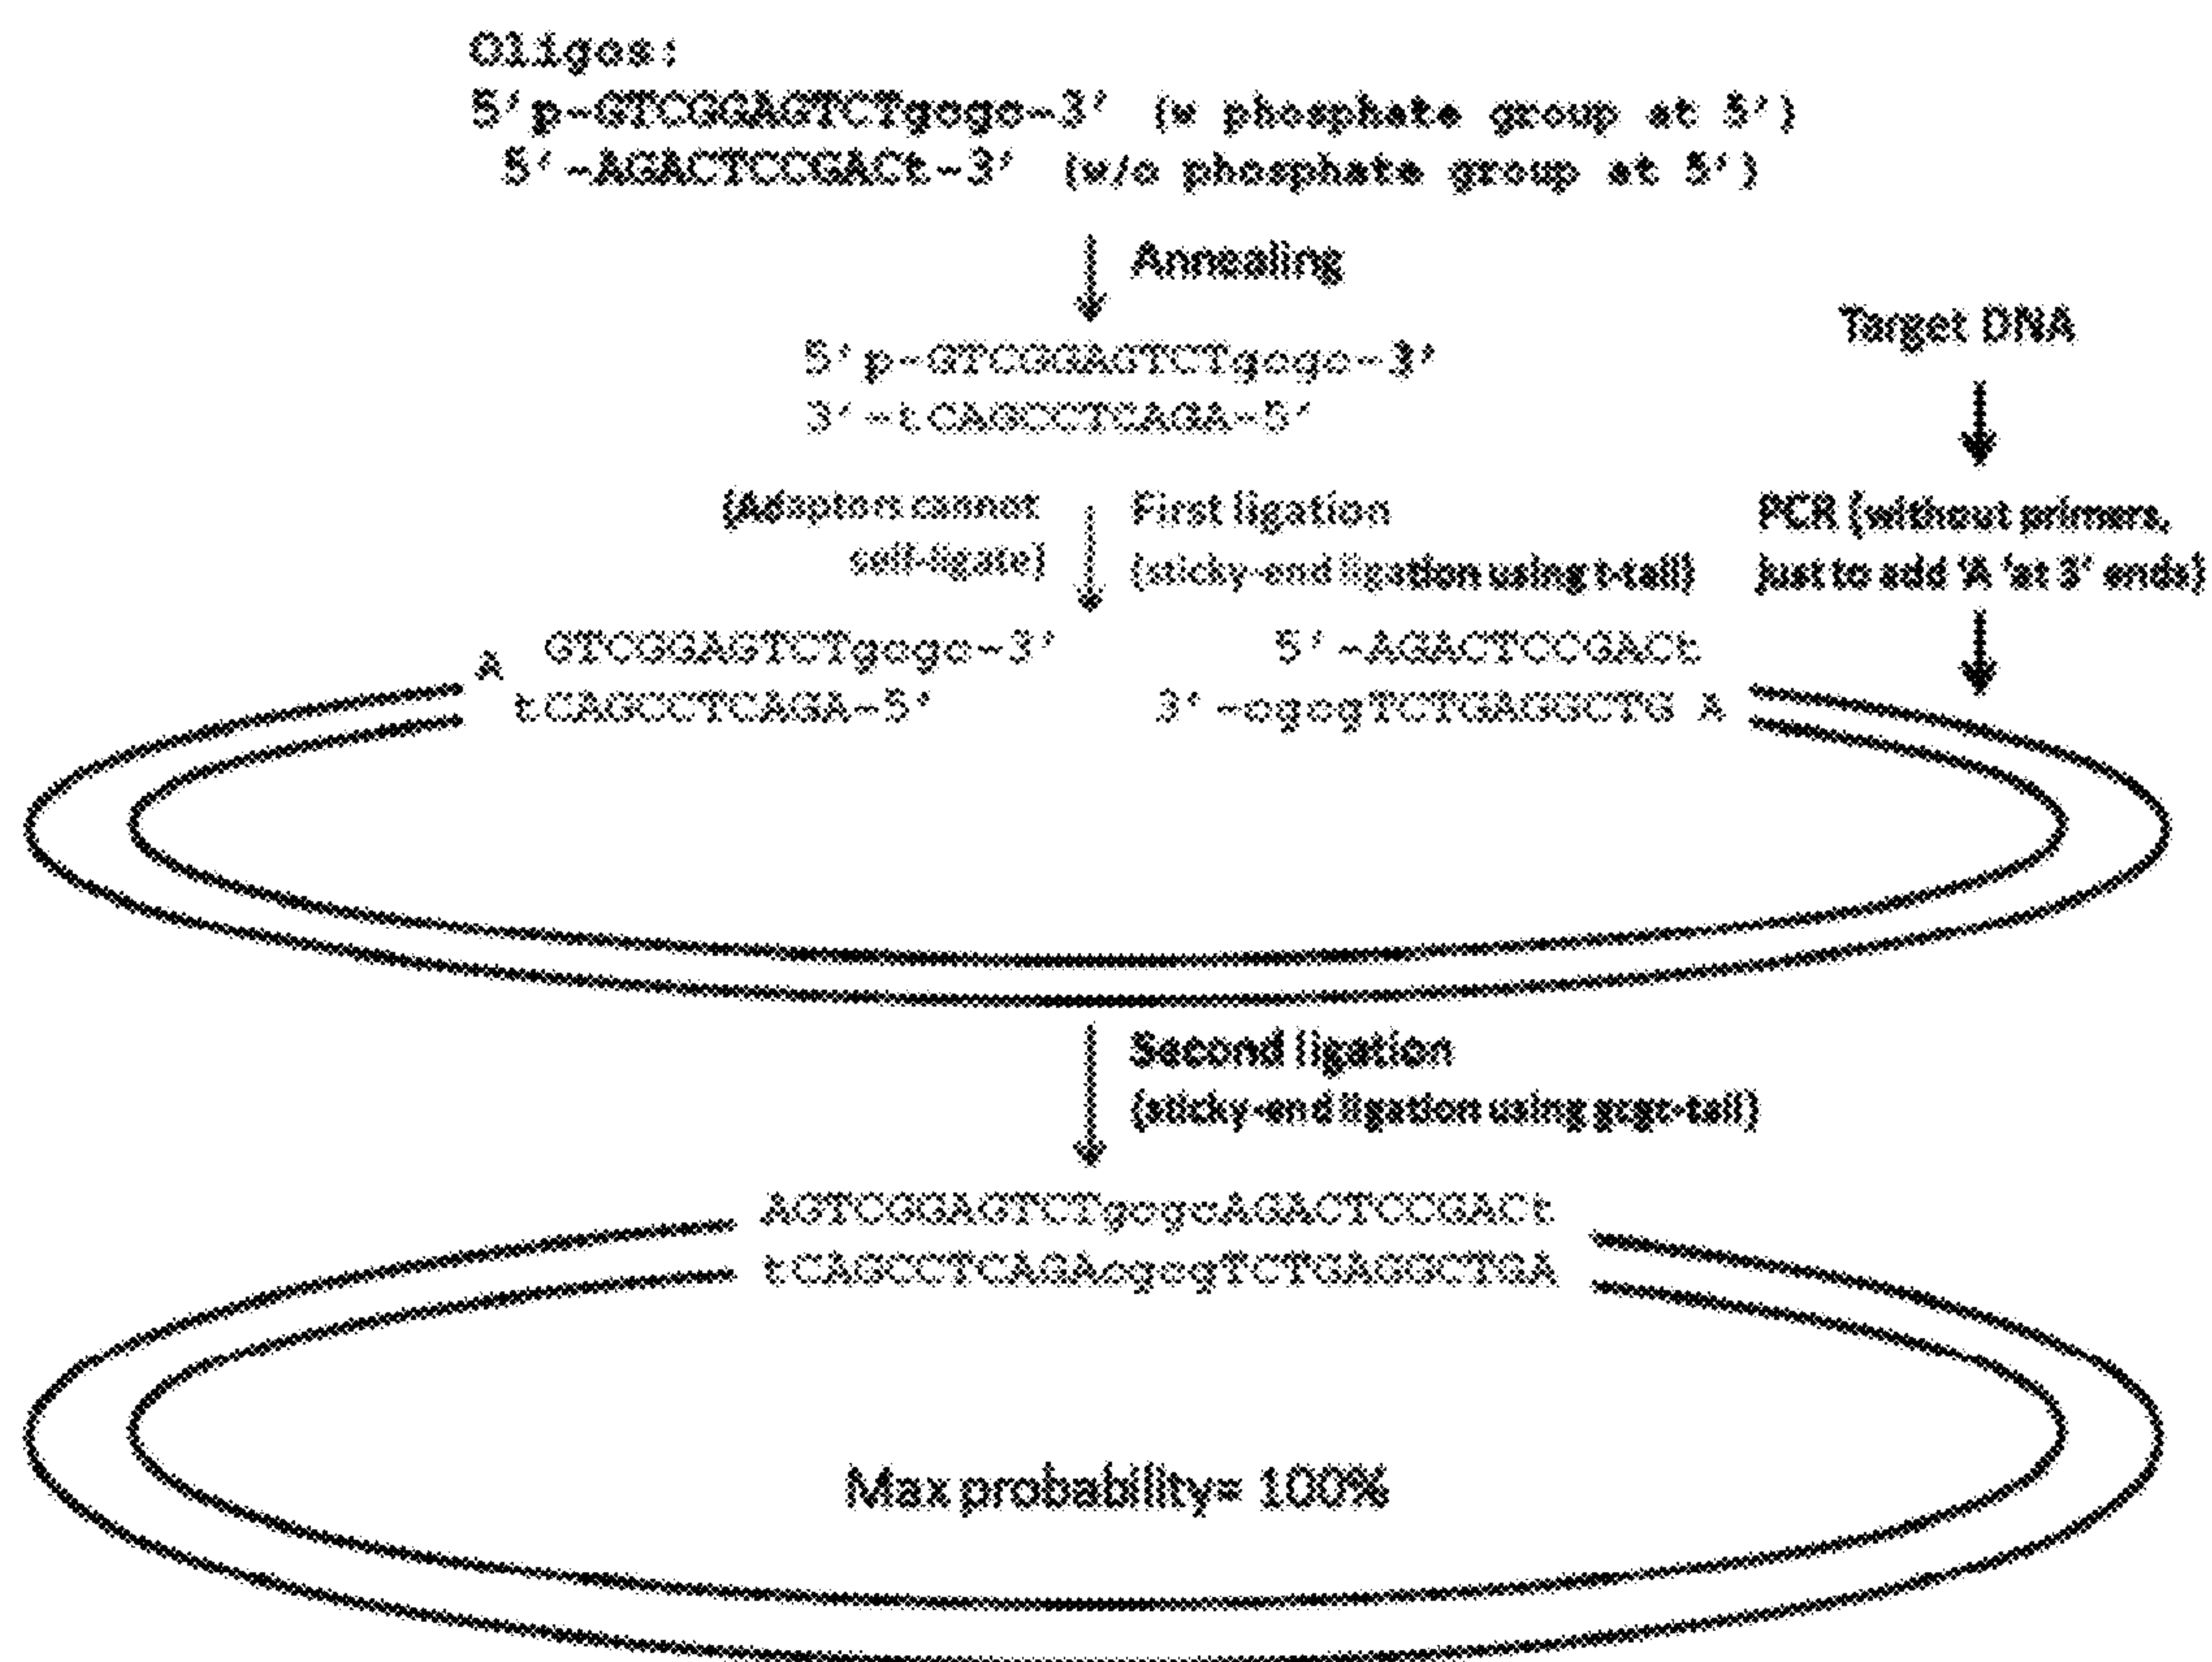 Oligos:
5'p-GTCGGAGTCTgcgc-3' (w phosphate group at 5')
5'-AGACTCCGACt-3' (w/o phosphate group at 5')
Annealing
Target DNA
5'p-GTCGGAGTCTgcgc-3'
3'-tCAGCCTCAGA-5'
(Adaptors cannot
self-ligate)
First ligation
(sticky-end ligation using t-tail)
PCR (without primers,
just to add 'A 'at 3' ends)
A GTCGGAGTCTgcgc-3'
tCAGCCTCAGA-5'
5'-AGACTCCGACt
3'-cgcgTCTGAGGCTG A
Second ligation
(sticky-end ligation using gcgc-tail)
AGTCGGAGTCTgcgcAGACTCCGACt
tCAGCCTCAGAcgcgTCTGAGGCTGA
Max probability= 100%